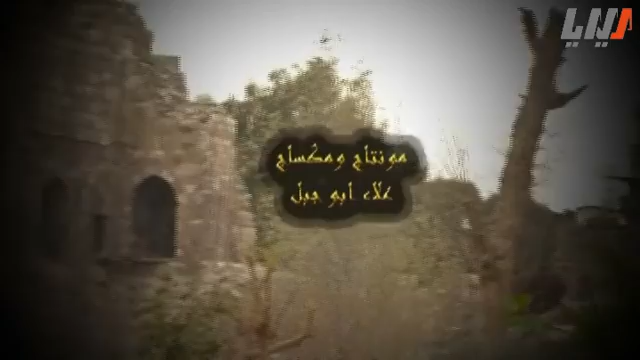 مونتاج ومكساج
علاء ابو جبل